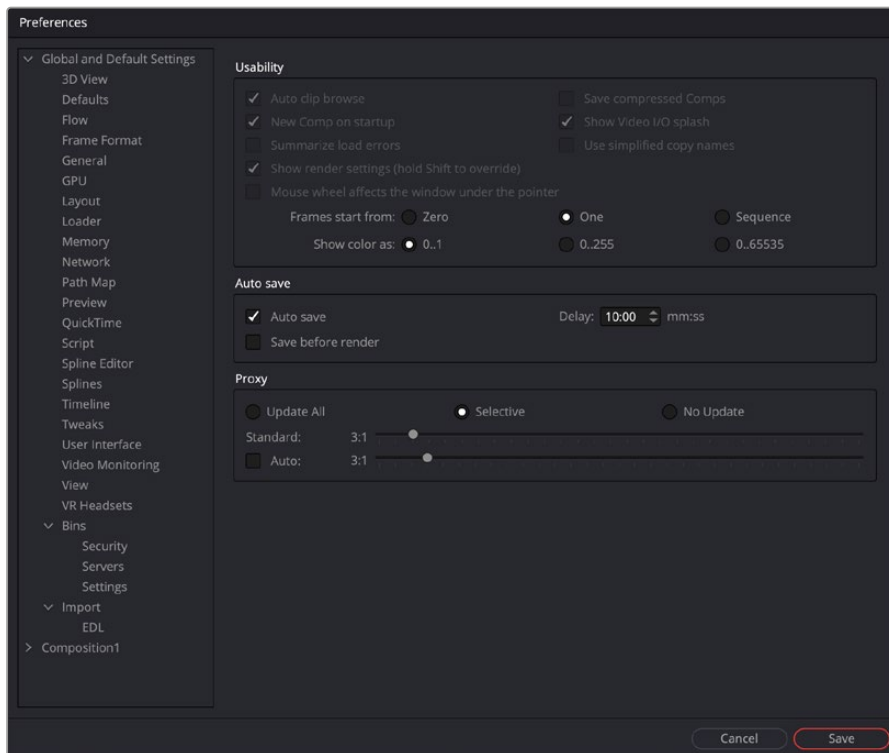 Preferences
Global and Default Settings
3D View
Defaults
Flow
Frame Format
General
GPU
Layout
Loader
Memory
Network
Path Map
Preview
QuickTime
Script
Spline Editor
Splines
Timeline
Tweaks
User Interface
Video Monitoring
View
VR Headsets
Bins
Security
Servers
Settings
Import
EDL
Composition1
Usability
Auto clip browse Save compressed Comps
New Comp on startup Show Video I/O splash
Summarize load errors Use simplified copy names
Show render settings (hold Shift to override)
Mouse wheel affects the window under the pointer
Frames start from: Zero One Sequence
Show color as: 0..1 0..255 0..65535
Auto save
Auto save Delay: 10:00 mm:ss
Save before render
Proxy
Update All Selective No Update
Standard: 3:1
Auto: 3:1
Cancel Save